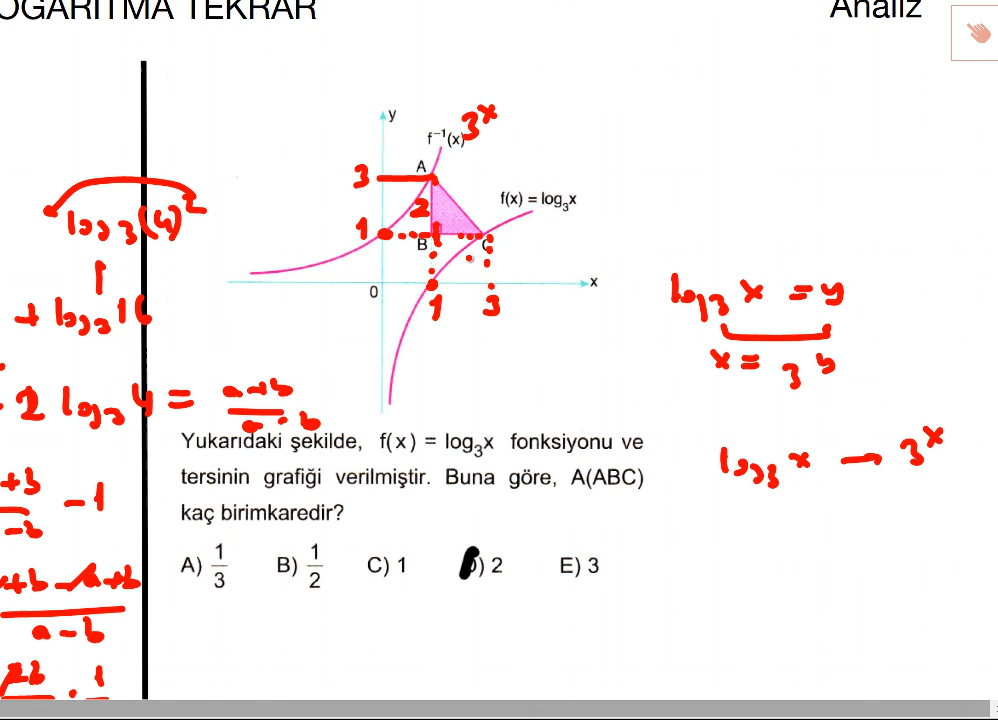 OGARİTMA TEKRAR
Analiz
y
f⁻¹(x) 3ˣ
3
A
f(x) = log₃x
2
1
B
C
x
0
1
3
log₃(4)²
+ log₃16
2 log₃4 =
-1
a-b
log₃x = y
x = 3ʸ
log₃x → 3ˣ
Yukarıdaki şekilde, f(x) = log₃x fonksiyonu ve
tersinin grafiği verilmiştir. Buna göre, A(ABC)
kaç birimkaredir?
A) 1/3 B) 1/2 C) 1 D) 2 E) 3